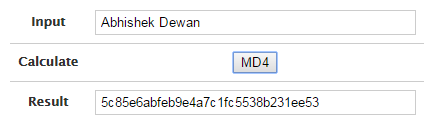 Input Abhishek Dewan
Calculate MD4
Result 5c85e6abfeb9e4a7c1fc5538b231ee53